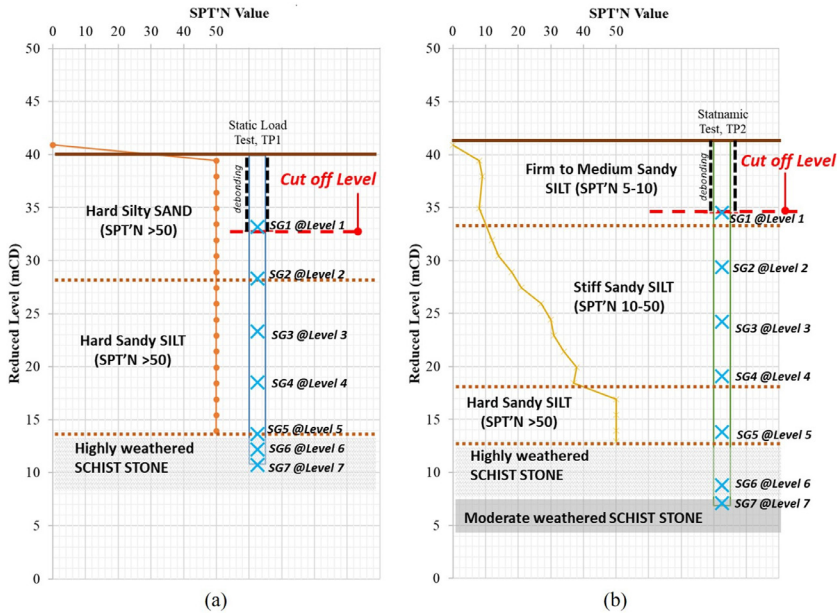 SPT'N Value
0 10 20 30 40 50
50
45
40
35
30
25
20
15
10
5
0
Reduced Level (mCD)
Static Load
Test, TP1
debonding
Cut off Level
Hard Silty SAND
(SPT'N >50)
SG1 @Level 1
SG2 @Level 2
Hard Sandy SILT
(SPT'N >50)
SG3 @Level 3
SG4 @Level 4
SG5 @Level 5
Highly weathered
SCHIST STONE
SG6 @Level 6
SG7 @Level 7
(a)
SPT'N Value
0 10 20 30 40 50
50
45
40
35
30
25
20
15
10
5
0
Reduced Level (mCD)
Statnamic
Test, TP2
debonding
Cut off Level
Firm to Medium Sandy
SILT (SPT'N 5-10)
SG1 @Level 1
SG2 @Level 2
Stiff Sandy SILT
(SPT'N 10-50)
SG3 @Level 3
SG4 @Level 4
Hard Sandy SILT
(SPT'N >50)
SG5 @Level 5
Highly weathered
SCHIST STONE
SG6 @Level 6
SG7 @Level 7
Moderate weathered SCHIST STONE
(b)